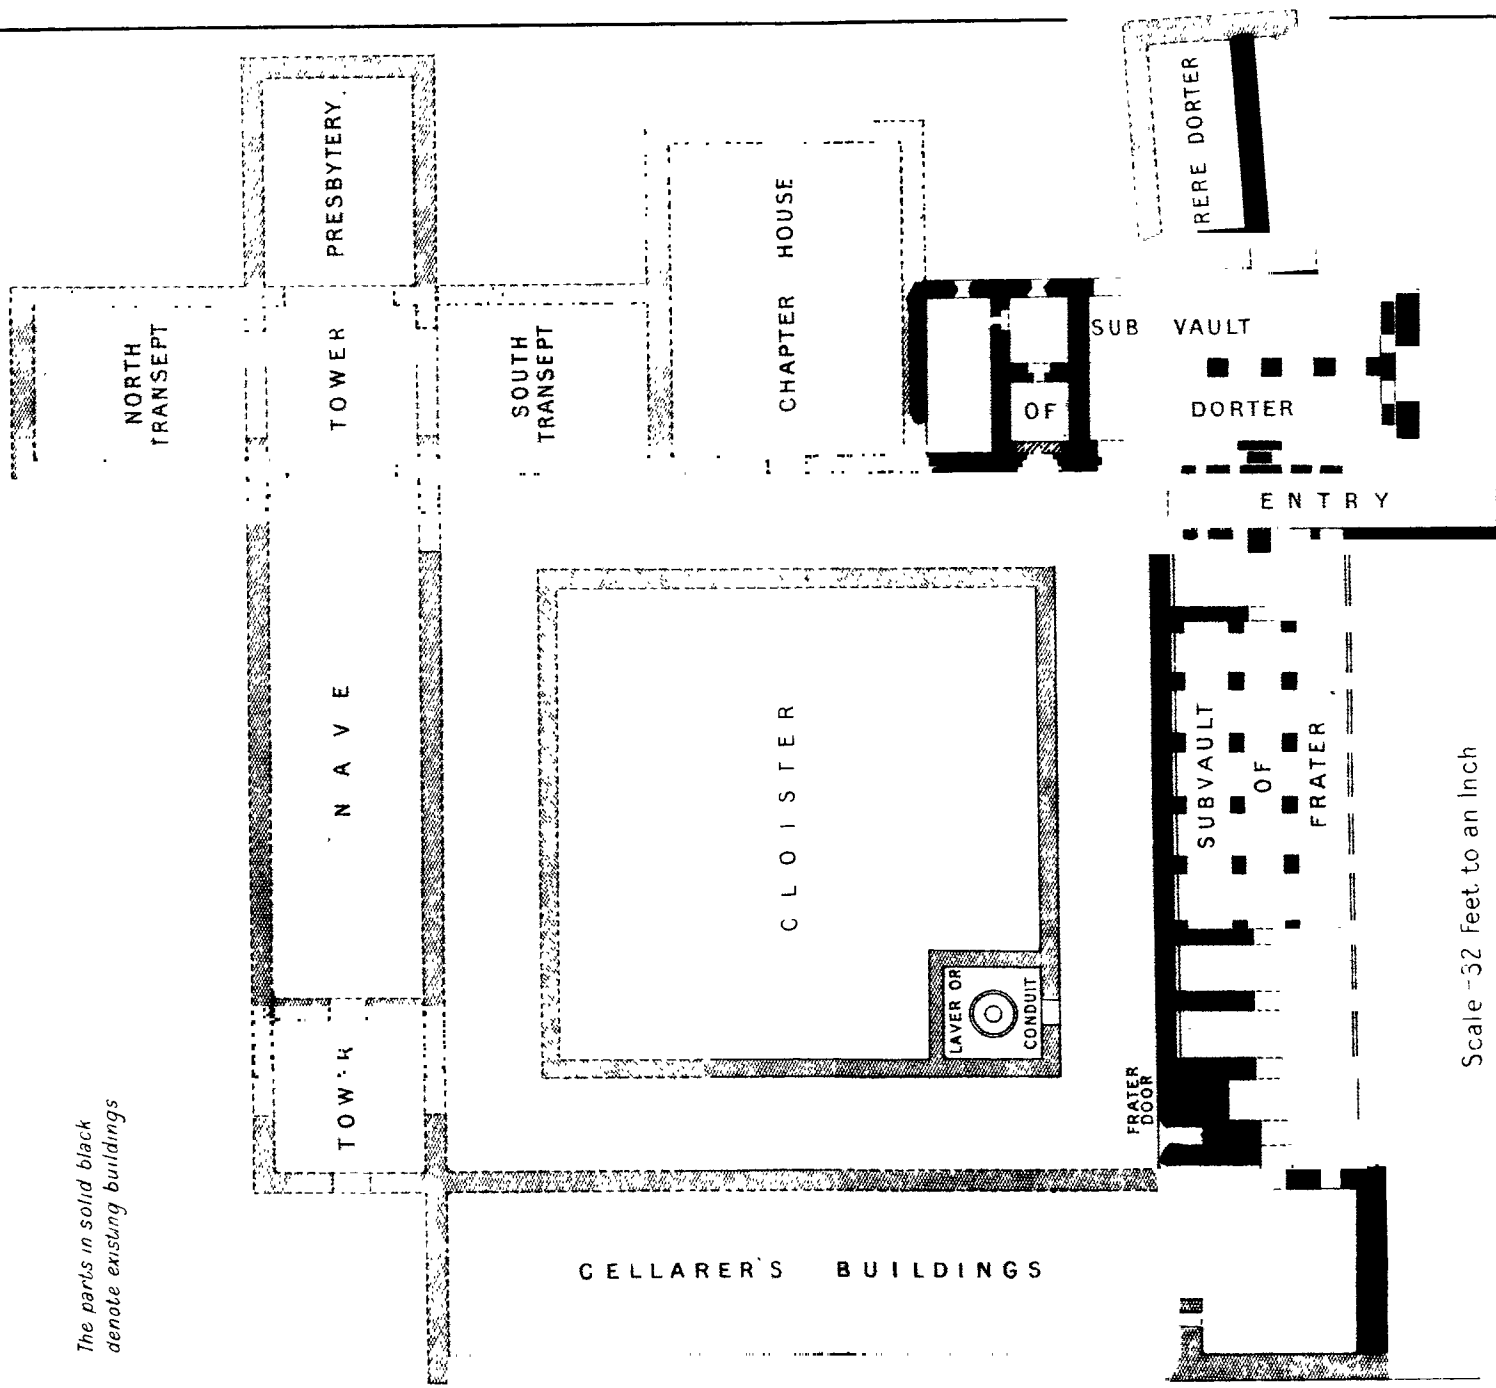 PRESBYTERY.
RERE DORTER
NORTH
TRANSEPT
TOWER
SOUTH
TRANSEPT
CHAPTER HOUSE
SUB VAULT
OF
DORTER
ENTRY
NAVE
CLOISTER
SUBVAULT
OF
FRATER
LAVER OR
CONDUIT
FRATER
DOOR
CELLARER'S BUILDINGS
The parts in solid black
denote existing buildings
Scale - 32 Feet to an Inch